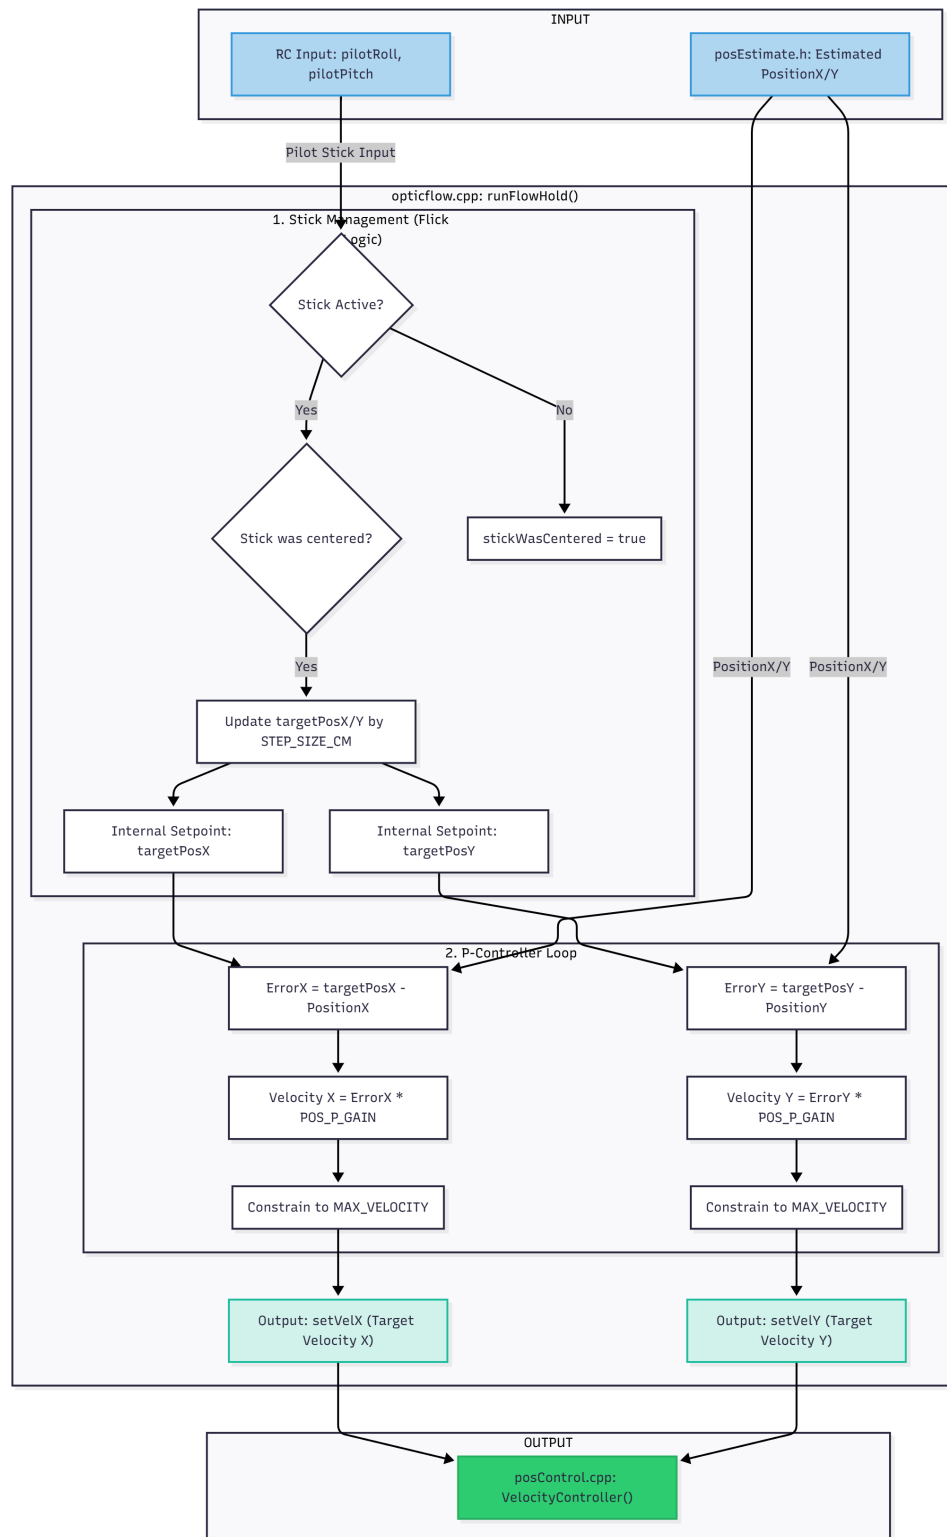 INPUT
RC Input: pilotRoll,
pilotPitch
posEstimate.h: Estimated
PositionX/Y
Pilot Stick Input
opticflow.cpp: runFlowHold()
1. Stick Management (Flick
Logic)
Stick Active?
Yes
No
Stick was centered?
stickWasCentered = true
Yes
PositionX/Y
PositionX/Y
Update targetPosX/Y by
STEP_SIZE_CM
Internal Setpoint:
targetPosX
Internal Setpoint:
targetPosY
2. P-Controller Loop
ErrorX = targetPosX -
PositionX
ErrorY = targetPosY -
PositionY
Velocity X = ErrorX *
POS_P_GAIN
Velocity Y = ErrorY *
POS_P_GAIN
Constrain to MAX_VELOCITY
Constrain to MAX_VELOCITY
Output: setVelX (Target
Velocity X)
Output: setVelY (Target
Velocity Y)
OUTPUT
posControl.cpp:
VelocityController()